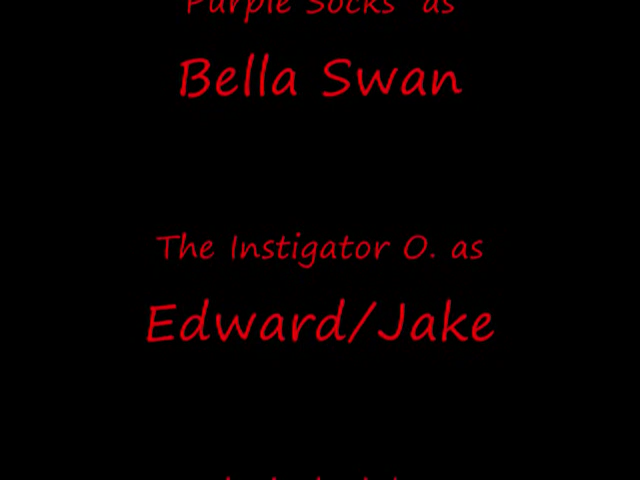 Purple Socks as
Bella Swan
The Instigator O. as
Edward/Jake